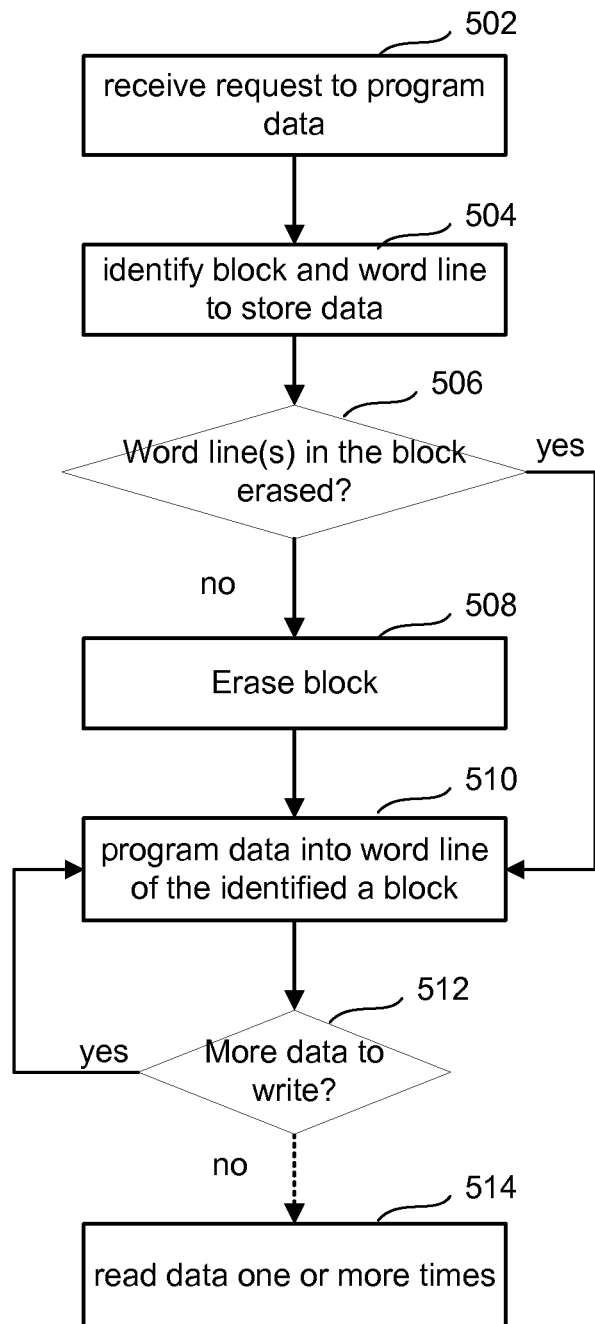 502
receive request to program
data
504
identify block and word line
to store data
506
Word line(s) in the block
erased?
yes
no
508
Erase block
510
program data into word line
of the identified a block
512
More data to
write?
yes
no
514
read data one or more times